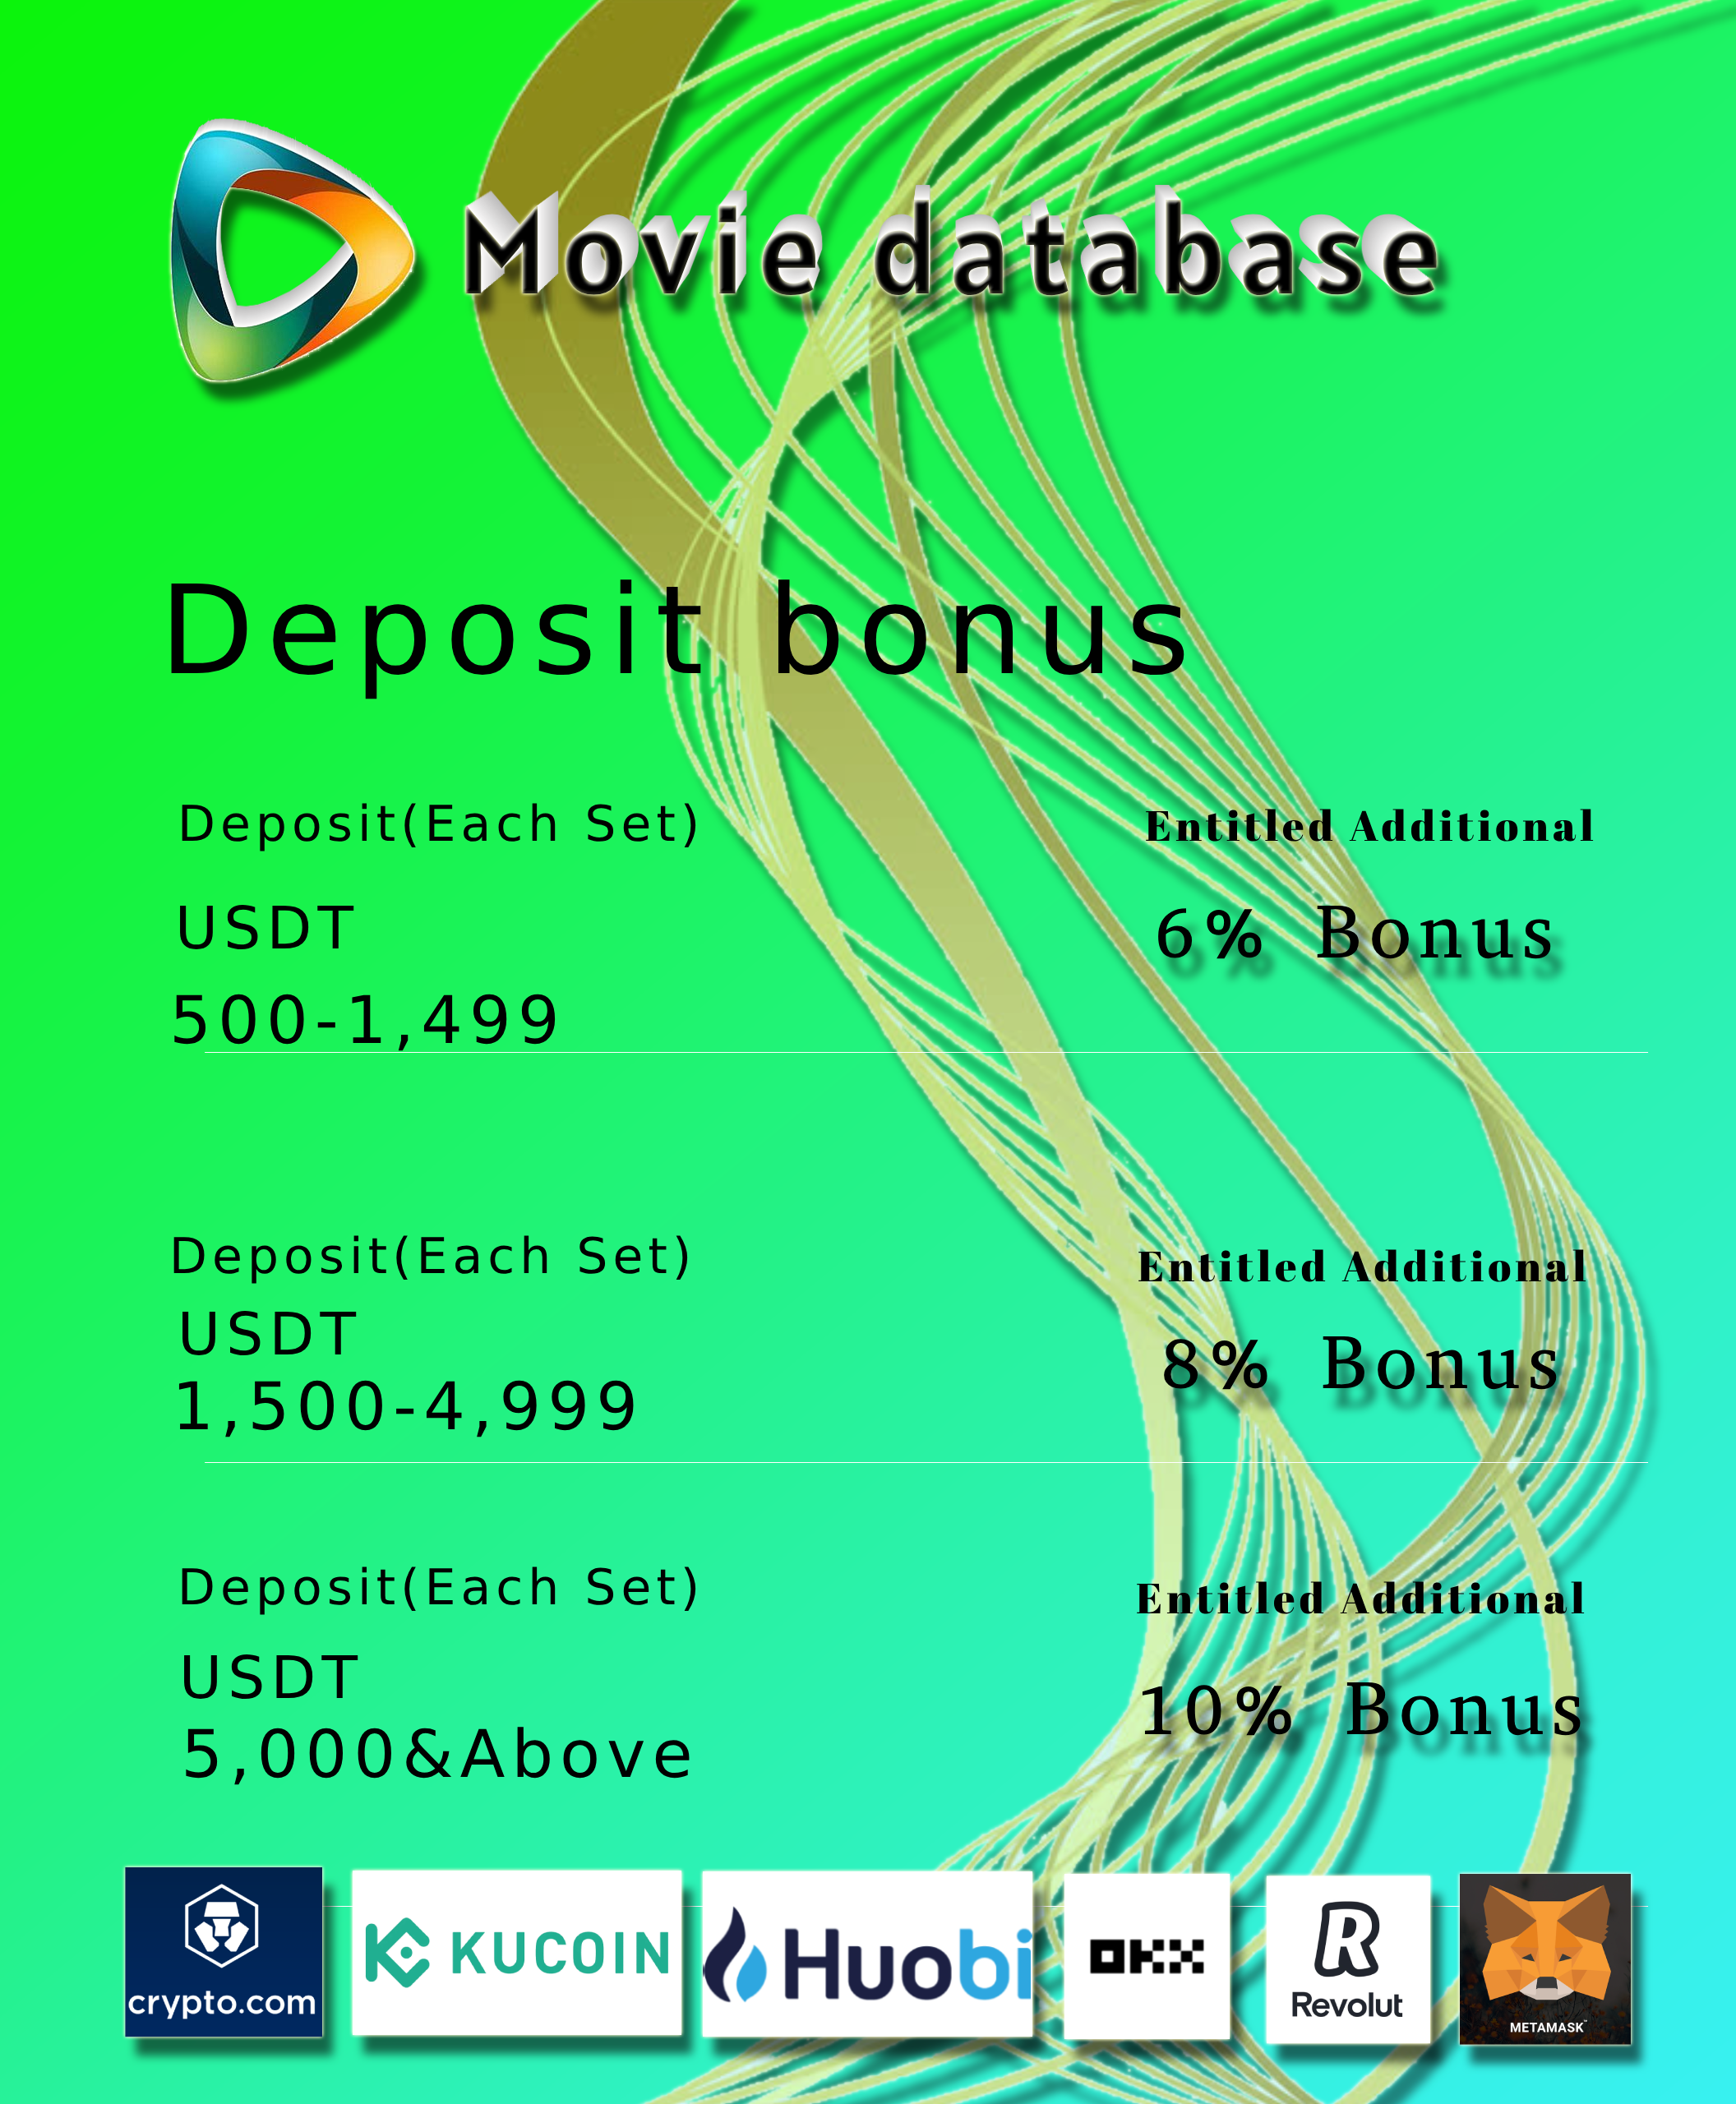 Movie database
Deposit bonus
Deposit(Each Set)
Entitled Additional
USDT
6% Bonus
500-1,499
Deposit(Each Set)
Entitled Additional
USDT
8% Bonus
1,500-4,999
Deposit(Each Set)
Entitled Additional
USDT
10% Bonus
5,000&Above
crypto.com
KUCOIN
Huobi
OKX
R
Revolut
METAMASK